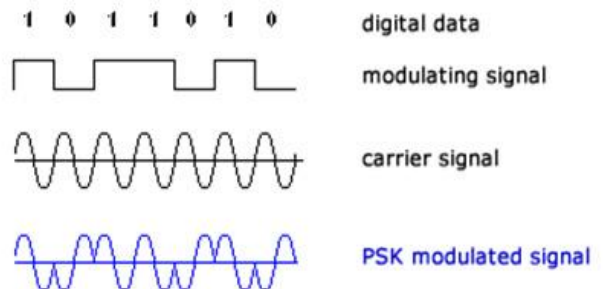 1 0 1 1 0 1 0 digital data
modulating signal
carrier signal
PSK modulated signal